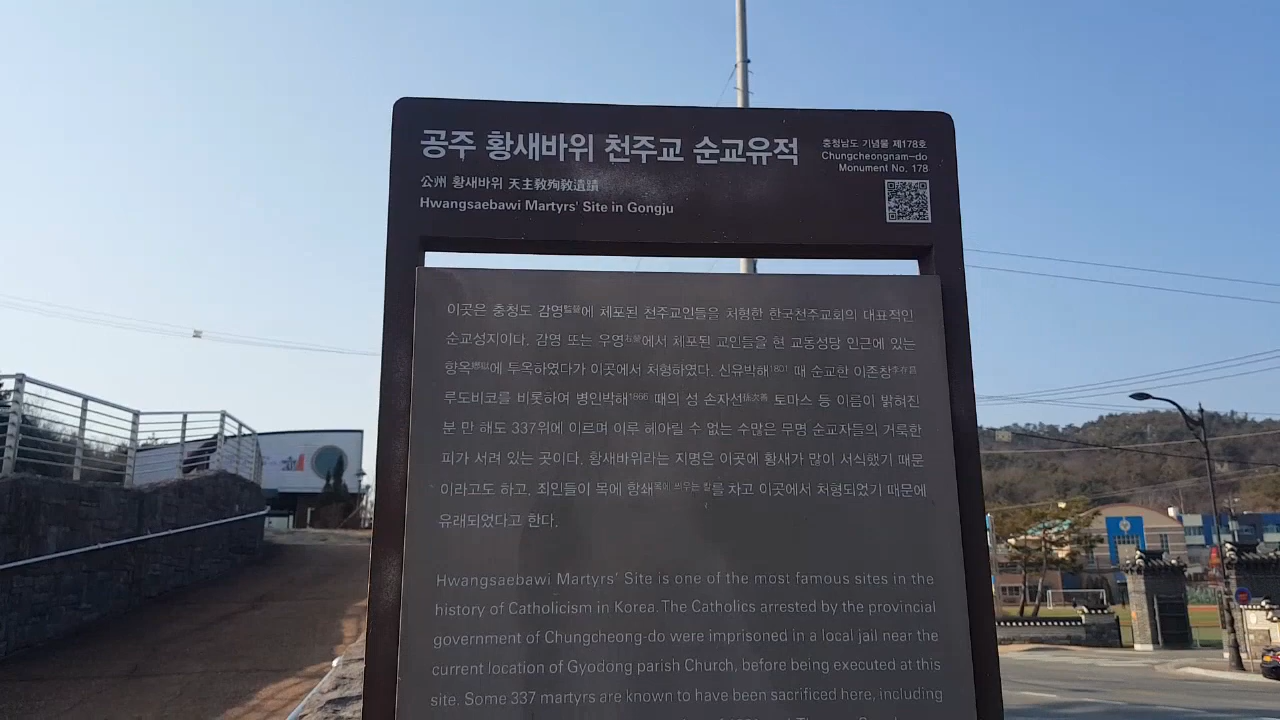 공주 황새바위 천주교 순교유적
충청남도 기념물 제178호
Chungcheongnam-do
Monument No. 178
公州 황새바위 天主敎殉敎遺蹟
Hwangsaebawi Martyrs' Site in Gongju
이곳은 충청도 감영監營에 체포된 천주교인들을 처형한 한국천주교회의 대표적인
순교성지이다. 감영 또는 우영右營에서 체포된 교인들을 현 교동성당 인근에 있는
향옥鄕獄에 투옥하였다가 이곳에서 처형하였다. 신유박해1801 때 순교한 이존창李存昌
루도비코를 비롯하여 병인박해1866 때의 성 손자선孫次善 토마스 등 이름이 밝혀진
분 만 해도 337위에 이르며 이루 헤아릴 수 없는 수많은 무명 순교자들의 거룩한
피가 서려 있는 곳이다. 황새바위라는 지명은 이곳에 황새가 많이 서식했기 때문
이라고도 하고, 죄인들이 목에 항쇄목에 씌우는 칼를 차고 이곳에서 처형되었기 때문에
유래되었다고 한다.
Hwangsaebawi Martyrs' Site is one of the most famous sites in the
history of Catholicism in Korea. The Catholics arrested by the provincial
government of Chungcheong-do were imprisoned in a local jail near the
current location of Gyodong parish Church, before being executed at this
site. Some 337 martyrs are known to have been sacrificed here, including